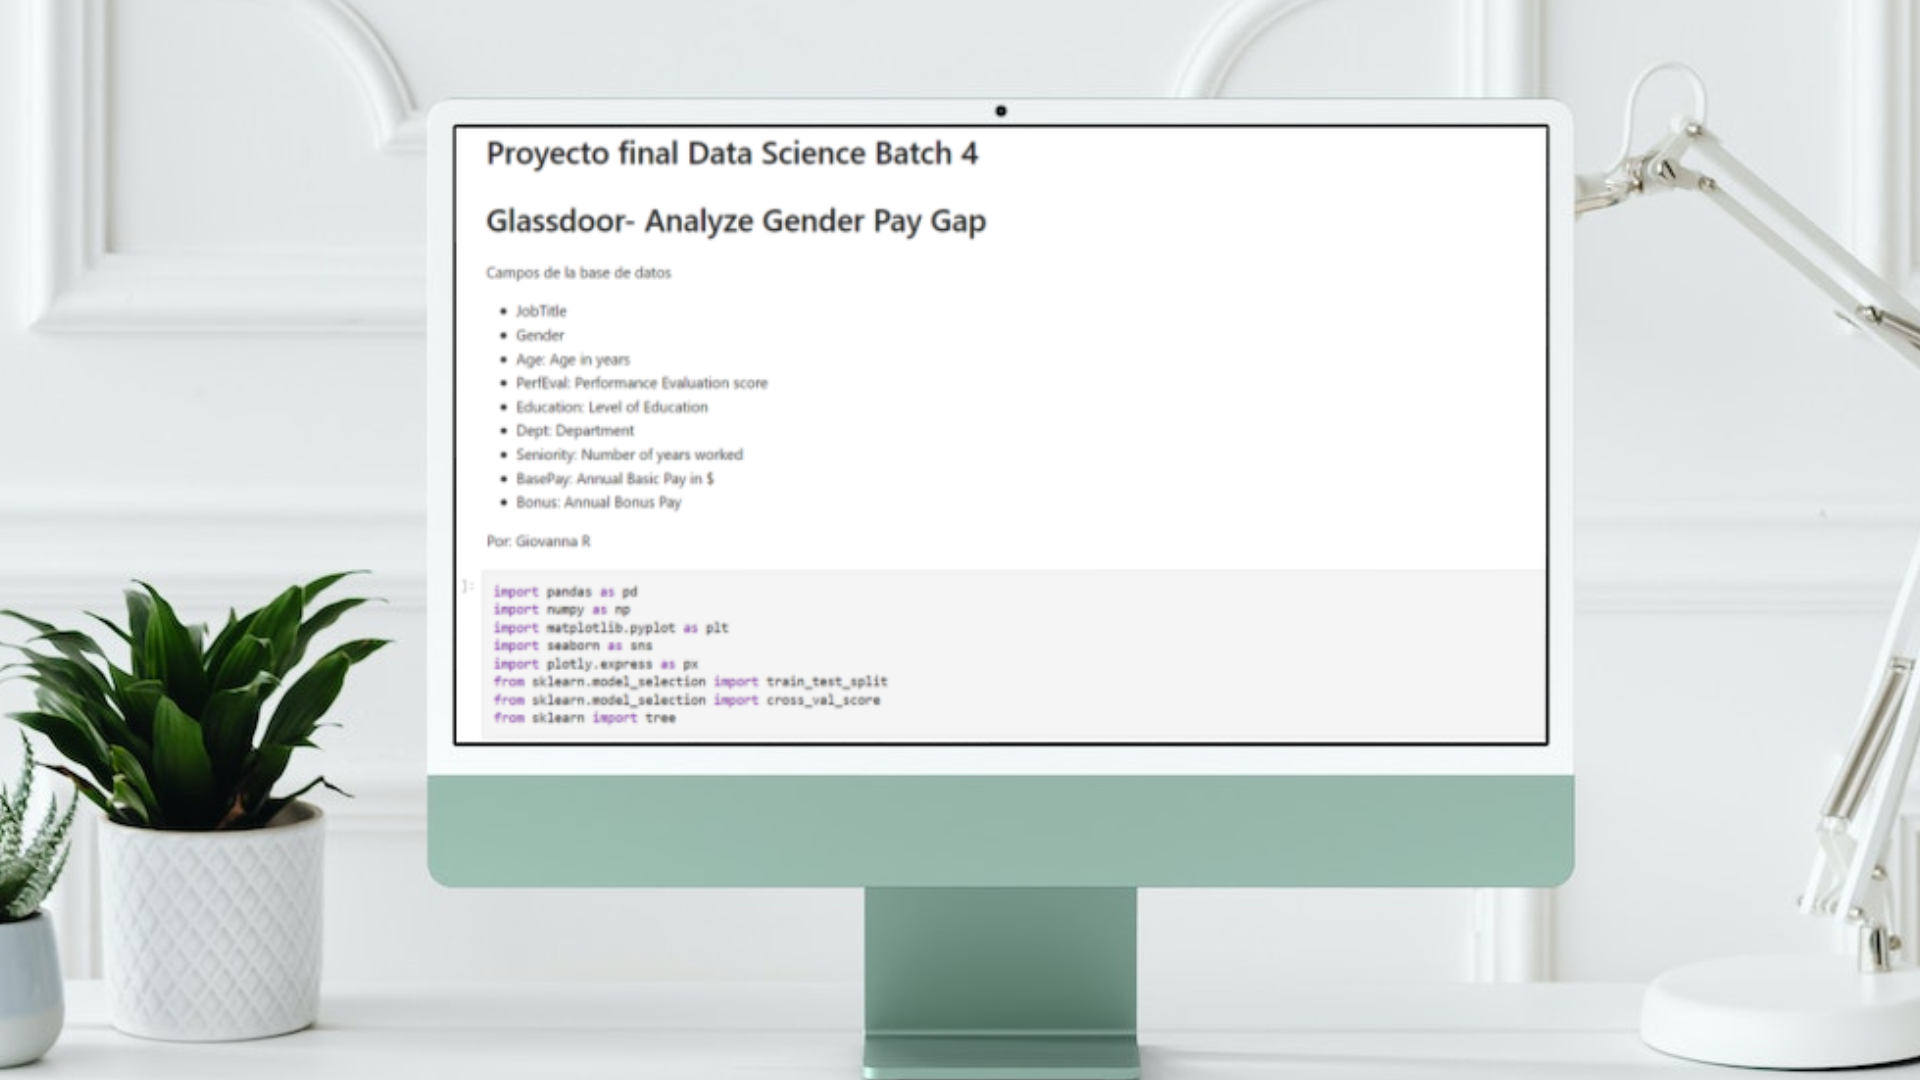 Proyecto final Data Science Batch 4
Glassdoor- Analyze Gender Pay Gap
Campos de la base de datos
• JobTitle
• Gender
• Age: Age in years
• PerfEval: Performance Evaluation score
• Education: Level of Education
• Dept: Department
• Seniority: Number of years worked
• BasePay: Annual Basic Pay in $
• Bonus: Annual Bonus Pay
Por: Giovanna R
]:
import pandas as pd
import numpy as np
import matplotlib.pyplot as plt
import seaborn as sns
import plotly.express as px
from sklearn.model_selection import train_test_split
from sklearn.model_selection import cross_val_score
from sklearn import tree